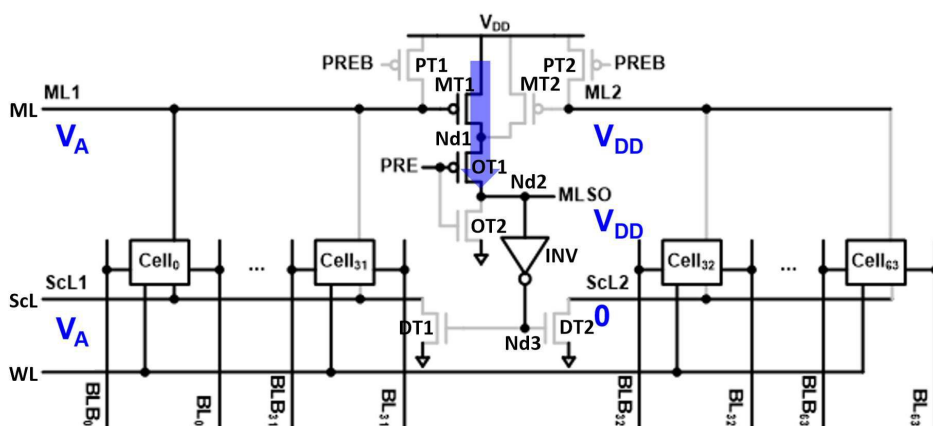 VDD
PREB PT1 PT2 PREB
MT1 MT2
ML ML1 ML2
VA Nd1 VDD
PRE OT1
Nd2 MLSO
OT2 VDD
INV
Cell0 ... Cell31 Cell32 ... Cell63
ScL ScL1 ScL2
VA DT1 DT2 0
Nd3
WL
BLB0 BL0 BLB31 BL31 BLB32 BL32 BLB63 BL63